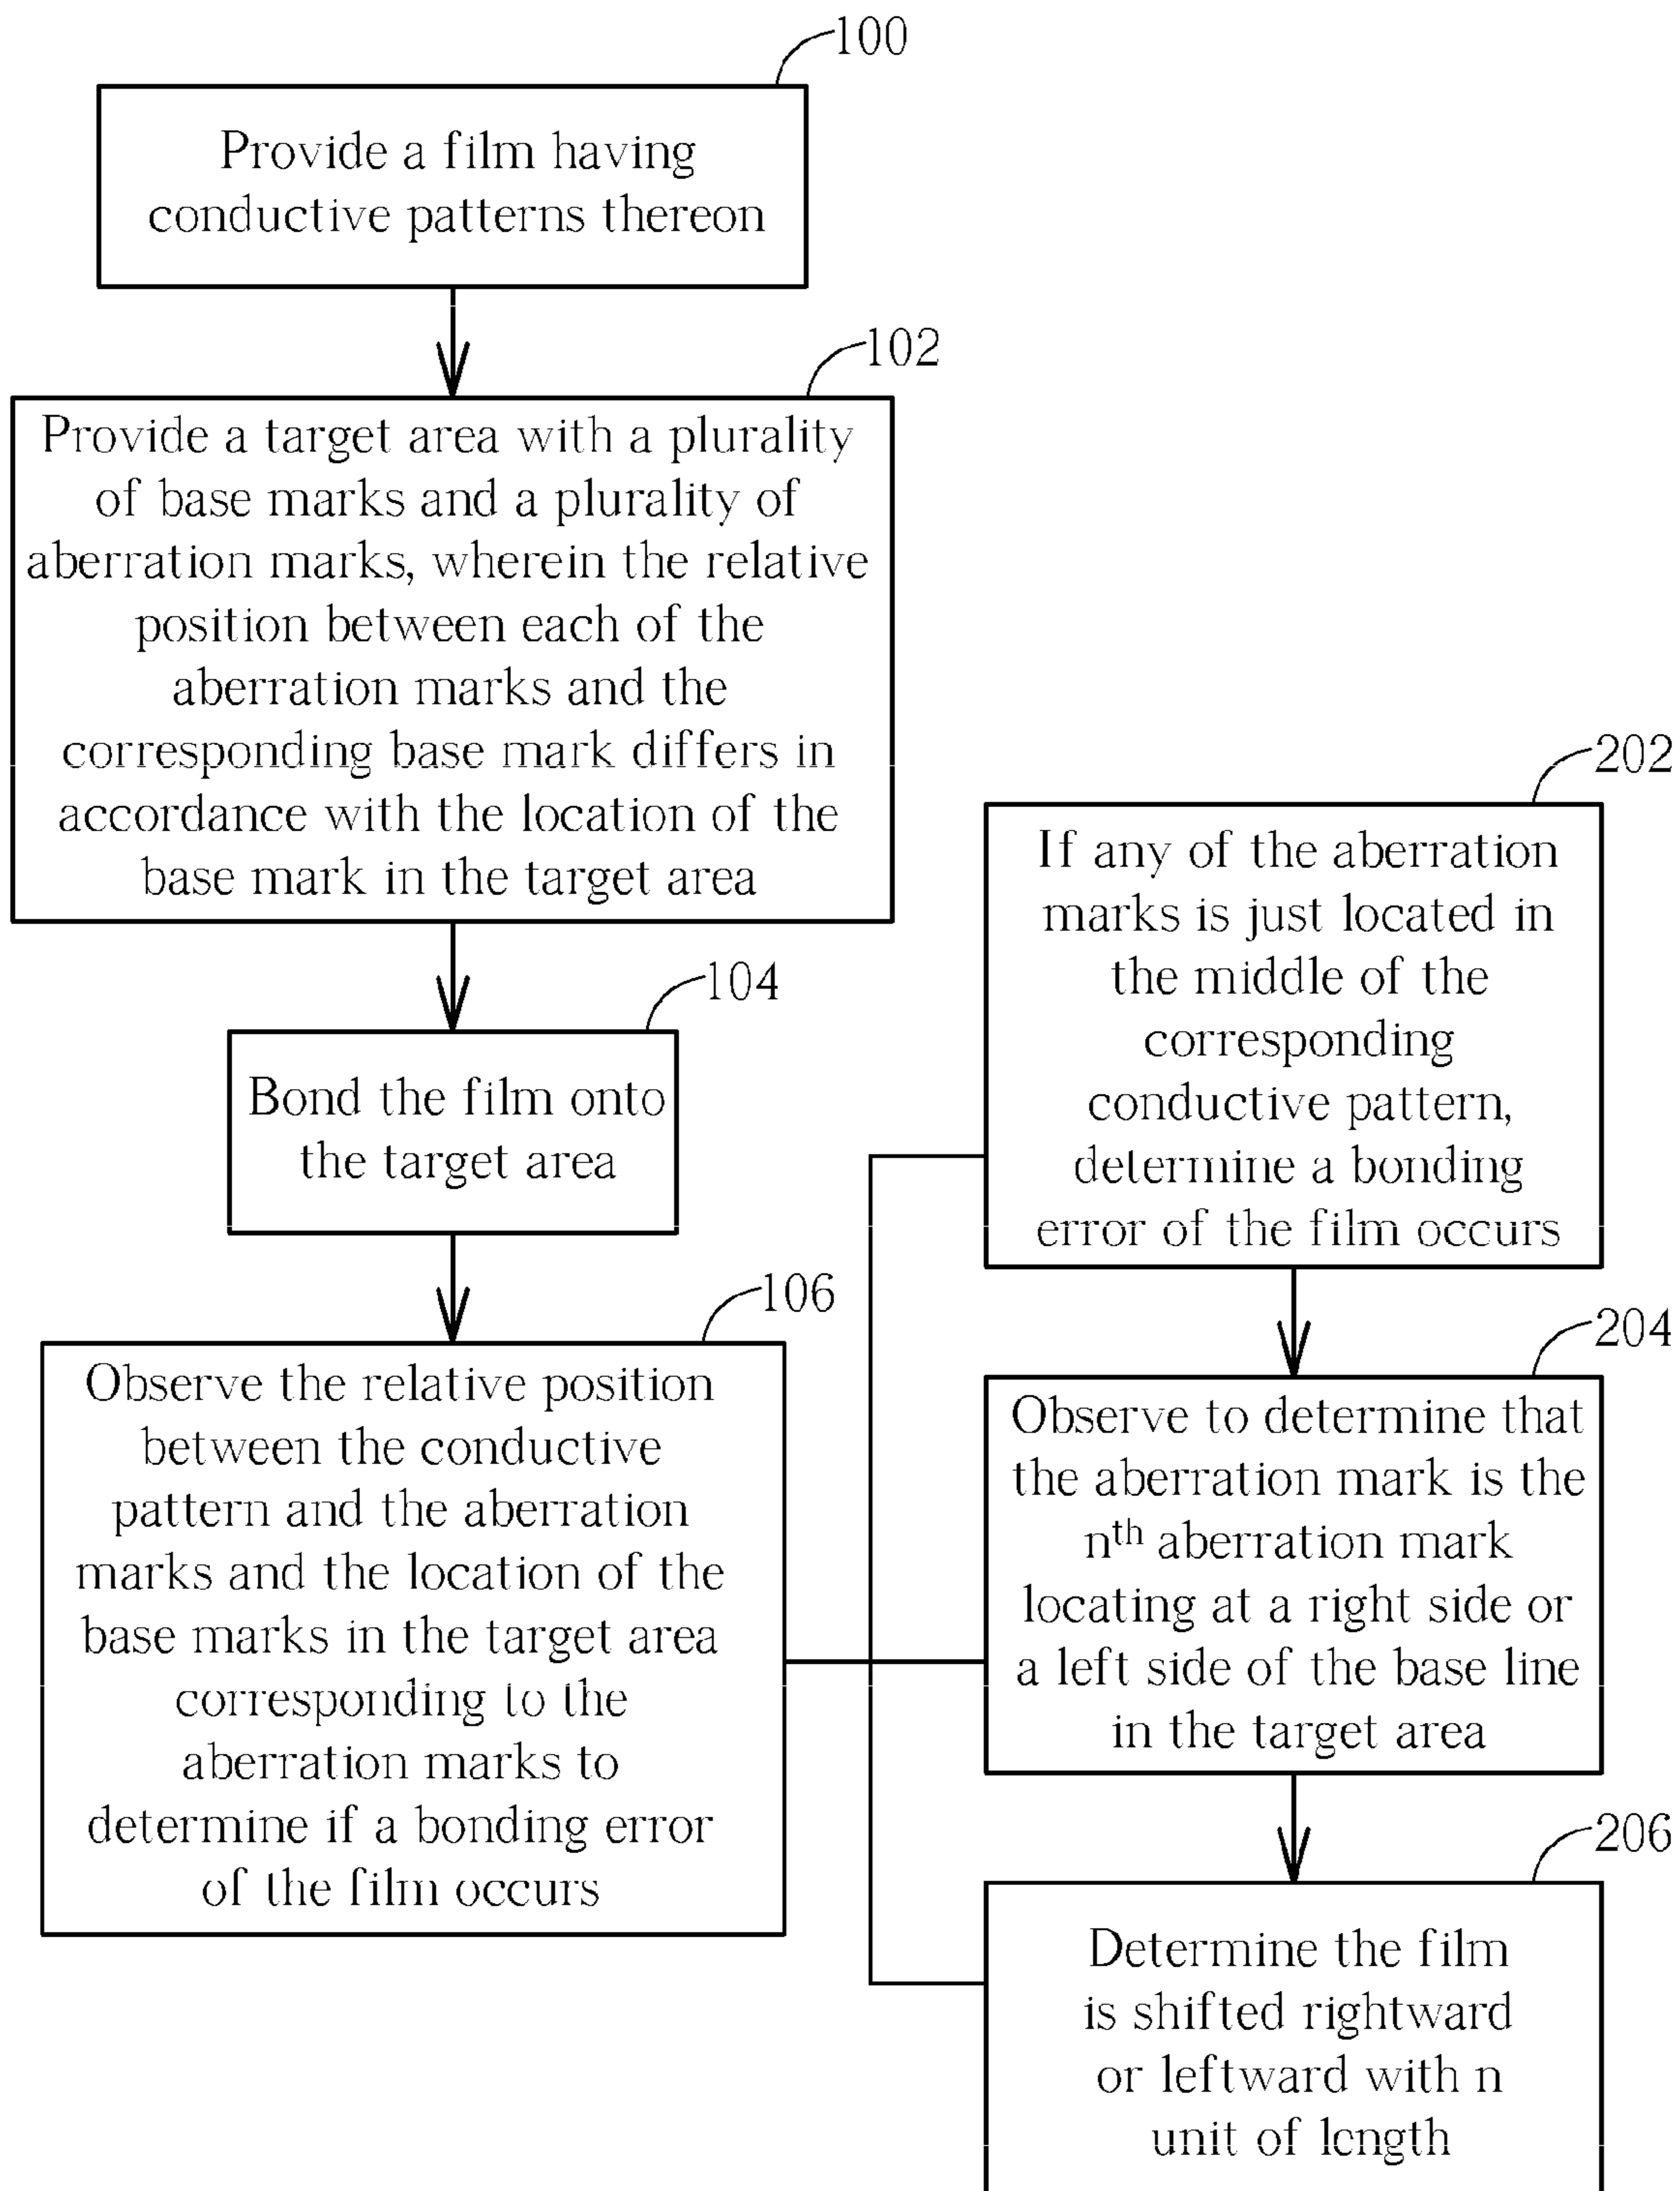 100
Provide a film having
conductive patterns thereon
102
Provide a target area with a plurality
of base marks and a plurality of
aberration marks, wherein the relative
position between each of the
aberration marks and the
corresponding base mark differs in
accordance with the location of the
base mark in the target area
104
Bond the film onto
the target area
106
Observe the relative position
between the conductive
pattern and the aberration
marks and the location of the
base marks in the target area
corresponding to the
aberration marks to
determine if a bonding error
of the film occurs
202
If any of the aberration
marks is just located in
the middle of the
corresponding
conductive pattern,
determine a bonding
error of the film occurs
204
Observe to determine that
the aberration mark is the
nth aberration mark
locating at a right side or
a left side of the base line
in the target area
206
Determine the film
is shifted rightward
or leftward with n
unit of length